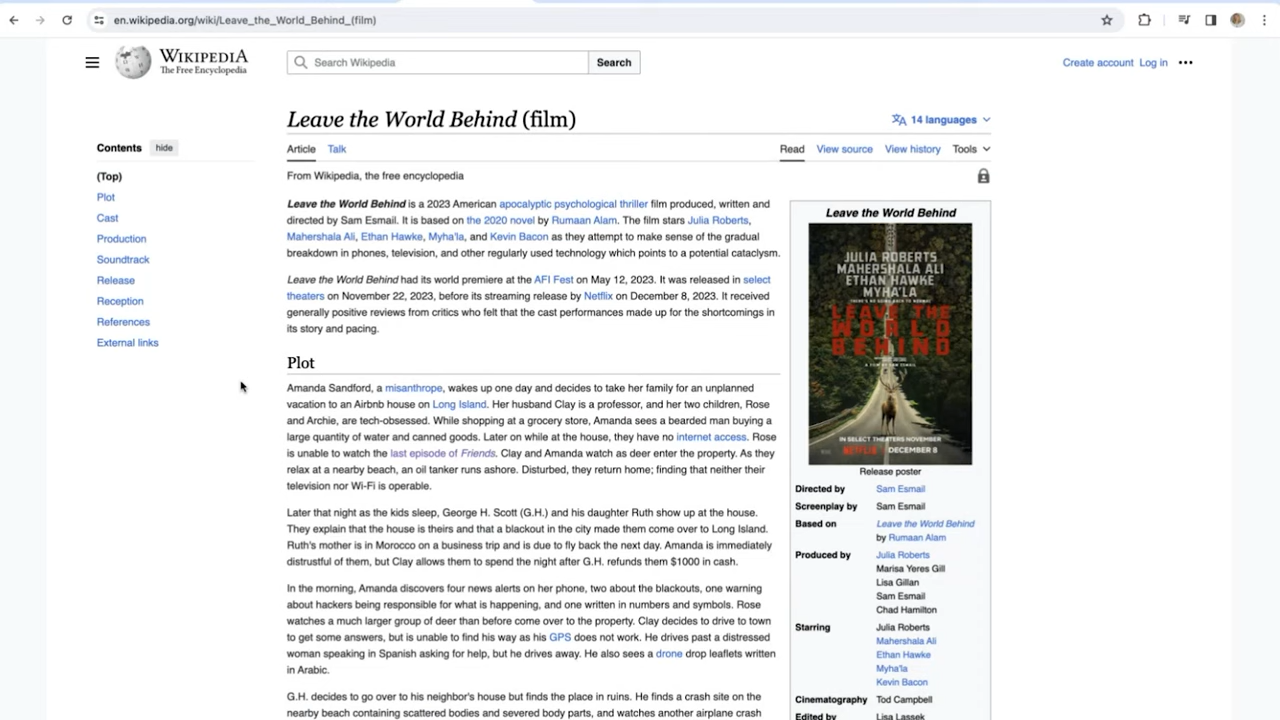 en.wikipedia.org/wiki/Leave_the_World_Behind_(film)
WIKIPEDIA
The Free Encyclopedia
Search Wikipedia
Search
Create account Log in
Leave the World Behind (film)
14 languages
Contents hide
(Top)
Plot
Cast
Production
Soundtrack
Release
Reception
References
External links
Article Talk
Read View source View history Tools
From Wikipedia, the free encyclopedia
Leave the World Behind is a 2023 American apocalyptic psychological thriller film produced, written and
directed by Sam Esmail. It is based on the 2020 novel by Rumaan Alam. The film stars Julia Roberts,
Mahershala Ali, Ethan Hawke, Myha'la, and Kevin Bacon as they attempt to make sense of the gradual
breakdown in phones, television, and other regularly used technology which points to a potential cataclysm.
Leave the World Behind had its world premiere at the AFI Fest on May 12, 2023. It was released in select
theaters on November 22, 2023, before its streaming release by Netflix on December 8, 2023. It received
generally positive reviews from critics who felt that the cast performances made up for the shortcomings in
its story and pacing.
Plot
Amanda Sandford, a misanthrope, wakes up one day and decides to take her family for an unplanned
vacation to an Airbnb house on Long Island. Her husband Clay is a professor, and her two children, Rose
and Archie, are tech-obsessed. While shopping at a grocery store, Amanda sees a bearded man buying a
large quantity of water and canned goods. Later on while at the house, they have no internet access. Rose
is unable to watch the last episode of Friends. Clay and Amanda watch as deer enter the property. As they
relax at a nearby beach, an oil tanker runs ashore. Disturbed, they return home; finding that neither their
television nor Wi-Fi is operable.
Later that night as the kids sleep, George H. Scott (G.H.) and his daughter Ruth show up at the house.
They explain that the house is theirs and that a blackout in the city made them come over to Long Island.
Ruth's mother is in Morocco on a business trip and is due to fly back the next day. Amanda is immediately
distrustful of them, but Clay allows them to spend the night after G.H. refunds them $1000 in cash.
In the morning, Amanda discovers four news alerts on her phone, two about the blackouts, one warning
about hackers being responsible for what is happening, and one written in numbers and symbols. Rose
watches a much larger group of deer than before come over to the property. Clay decides to drive to town
to get some answers, but is unable to find his way as his GPS does not work. He drives past a distressed
woman speaking in Spanish asking for help, but he drives away. He also sees a drone drop leaflets written
in Arabic.
G.H. decides to go over to his neighbor's house but finds the place in ruins. He finds a crash site on the
nearby beach containing scattered bodies and severed body parts, and watches another airplane crash
Leave the World Behind
JULIA ROBERTS
MAHERSHALA ALI
ETHAN HAWKE
MYHA'LA
LEAVE THE
WORLD
BEHIND
IN SELECT THEATERS NOVEMBER
NETFLIX DECEMBER 8
Release poster
Directed by Sam Esmail
Screenplay by Sam Esmail
Based on Leave the World Behind
by Rumaan Alam
Produced by Julia Roberts
Marisa Yeres Gill
Lisa Gillan
Sam Esmail
Chad Hamilton
Starring Julia Roberts
Mahershala Ali
Ethan Hawke
Myha'la
Kevin Bacon
Cinematography Tod Campbell
Edited by Lisa Lassek